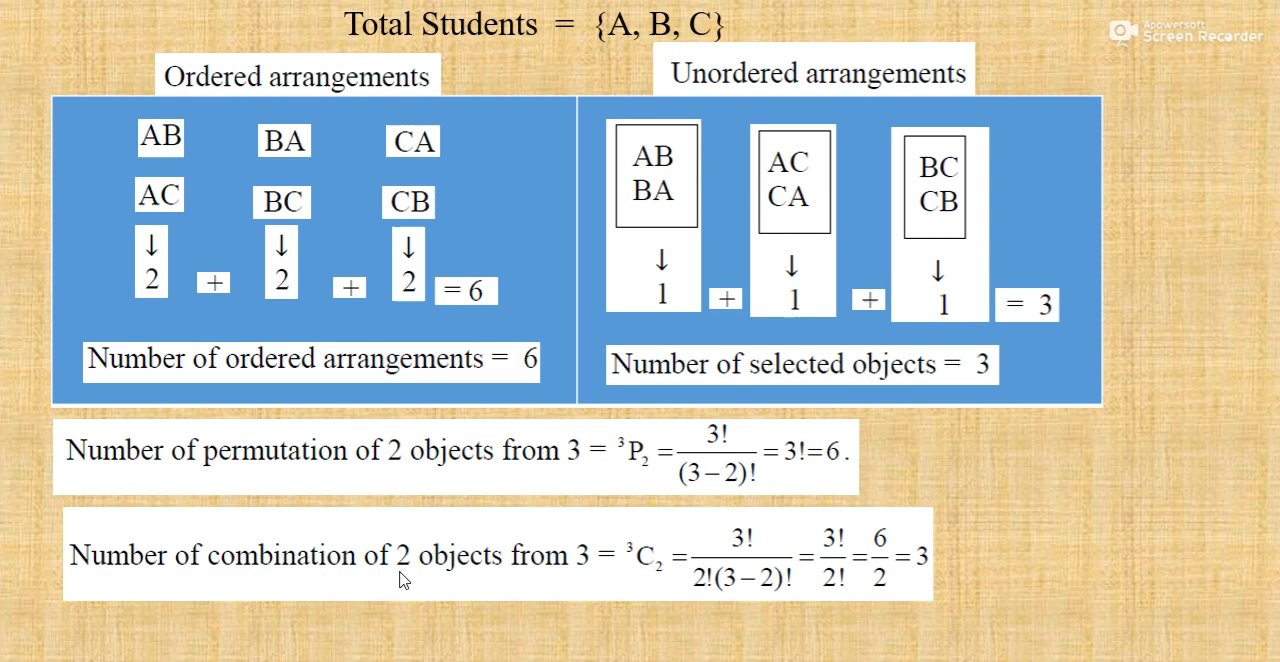 Total Students = {A, B, C}
Apowersoft
Screen Recorder
Ordered arrangements
AB BA CA
AC BC CB
↓ ↓ ↓
2 + 2 + 2 = 6
Number of ordered arrangements = 6
Unordered arrangements
AB AC BC
BA CA CB
↓ ↓ ↓
1 + 1 + 1 = 3
Number of selected objects = 3
Number of permutation of 2 objects from 3 = ³P₂ = 3!/(3−2)! = 3!=6.
Number of combination of 2 objects from 3 = ³C₂ = 3!/2!(3−2)! = 3!/2! = 6/2 = 3